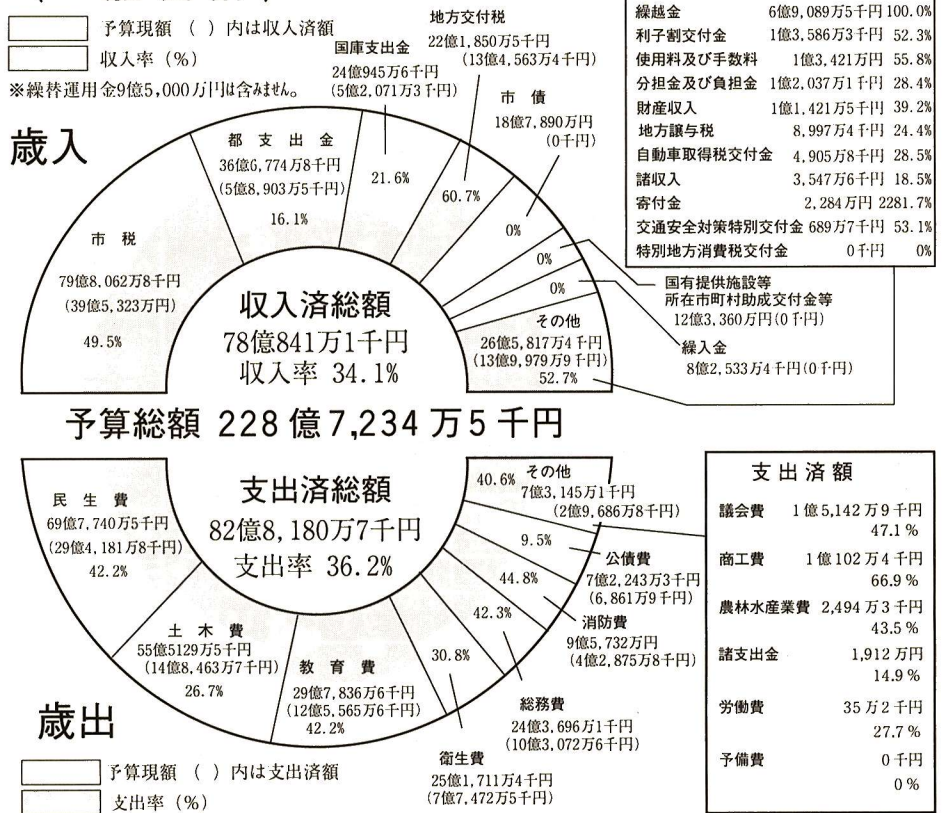 予算現額 ( ) 内は収入済額
収入率 (%)
※繰替運用金9億5,000万円は含みません。
歳入
市税
79億8,062万8千円
(39億5,323万円)
49.5%
都支出金
36億6,774万8千円
(5億8,903万5千円)
16.1%
国庫支出金
24億945万6千円
(5億2,071万3千円)
21.6%
地方交付税
22億1,850万5千円
(13億4,563万4千円)
60.7%
市債
18億7,890万円
(0千円)
0%
0%
国有提供施設等
所在市町村助成交付金等
12億3,360万円(0千円)
0%
繰入金
8億2,533万4千円(0千円)
その他
26億5,817万4千円
(13億9,979万9千円)
52.7%
収入済総額
78億841万1千円
収入率 34.1%
繰越金 6億9,089万5千円 100.0%
利子割交付金 1億3,586万3千円 52.3%
使用料及び手数料 1億3,421万円 55.8%
分担金及び負担金 1億2,037万1千円 28.4%
財産収入 1億1,421万5千円 39.2%
地方譲与税 8,997万4千円 24.4%
自動車取得税交付金 4,905万8千円 28.5%
諸収入 3,547万6千円 18.5%
寄付金 2,284万円 2281.7%
交通安全対策特別交付金 689万7千円 53.1%
特別地方消費税交付金 0千円 0%
予算総額 228億7,234万5千円
支出済総額
82億8,180万7千円
支出率 36.2%
民生費
69億7,740万5千円
(29億4,181万8千円)
42.2%
土木費
55億5129万5千円
(14億8,463万7千円)
26.7%
教育費
29億7,836万6千円
(12億5,565万6千円)
42.2%
30.8%
衛生費
25億1,711万4千円
(7億7,472万5千円)
42.3%
総務費
24億3,696万1千円
(10億3,072万6千円)
44.8%
消防費
9億5,732万円
(4億2,875万8千円)
9.5%
公債費
7億2,243万3千円
(6,861万9千円)
40.6% その他
7億3,145万1千円
(2億9,686万8千円)
支出済額
議会費 1億5,142万9千円
47.1%
商工費 1億102万4千円
66.9%
農林水産業費 2,494万3千円
43.5%
諸支出金 1,912万円
14.9%
労働費 35万2千円
27.7%
予備費 0千円
0%
歳出
予算現額 ( ) 内は支出済額
支出率 (%)